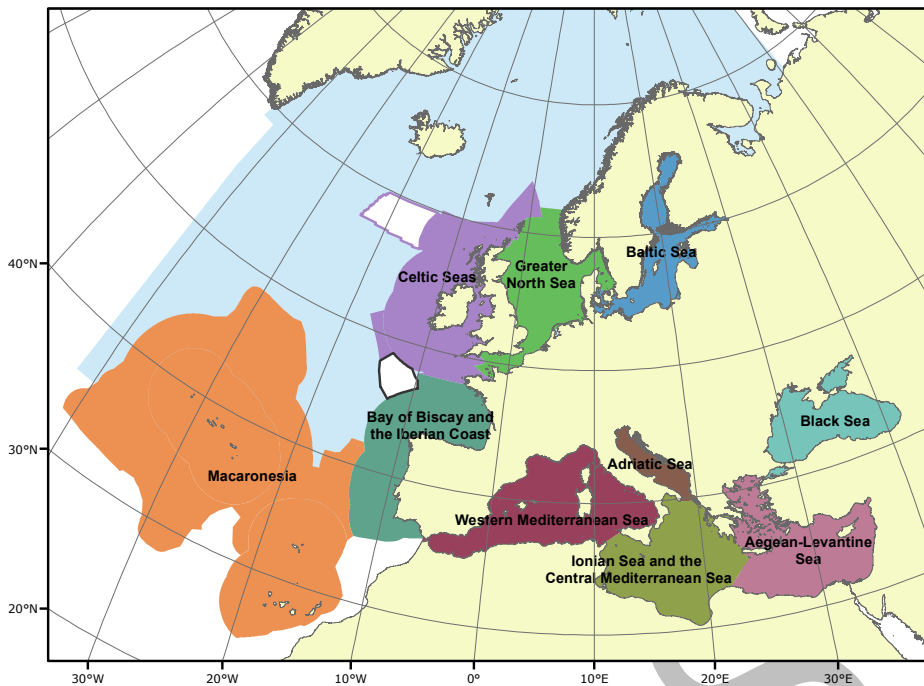 Baltic Sea
Greater
North Sea
Celtic Seas
40°N
Bay of Biscay and
the Iberian Coast
Black Sea
30°N
Adriatic Sea
Macaronesia
Western Mediterranean Sea
Aegean-Levantine
Sea
Ionian Sea and the
Central Mediterranean Sea
20°N
30°W
20°W
10°W
0°
10°E
20°E
30°E